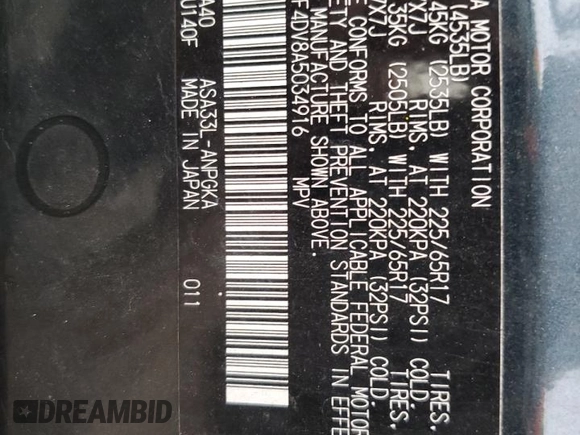 A MOTOR CORPORATION
(4535LB)
45KG (2535LB) WITH 225/65R17 TIRES,
X7J RIMS, AT 220KPA (32PSI) COLD.
35KG (2505LB) WITH 225/65R17 TIRES,
X7J RIMS, AT 220KPA (32PSI) COLD.
E CONFORMS TO ALL APPLICABLE FEDERAL MOTOR
ETY AND THEFT PREVENTION STANDARDS IN EFFE
MANUFACTURE SHOWN ABOVE.
F4DV8A5034916 MPV
ASA33L-ANPGKA
MADE IN JAPAN 011
A40
U140F
DREAMBID